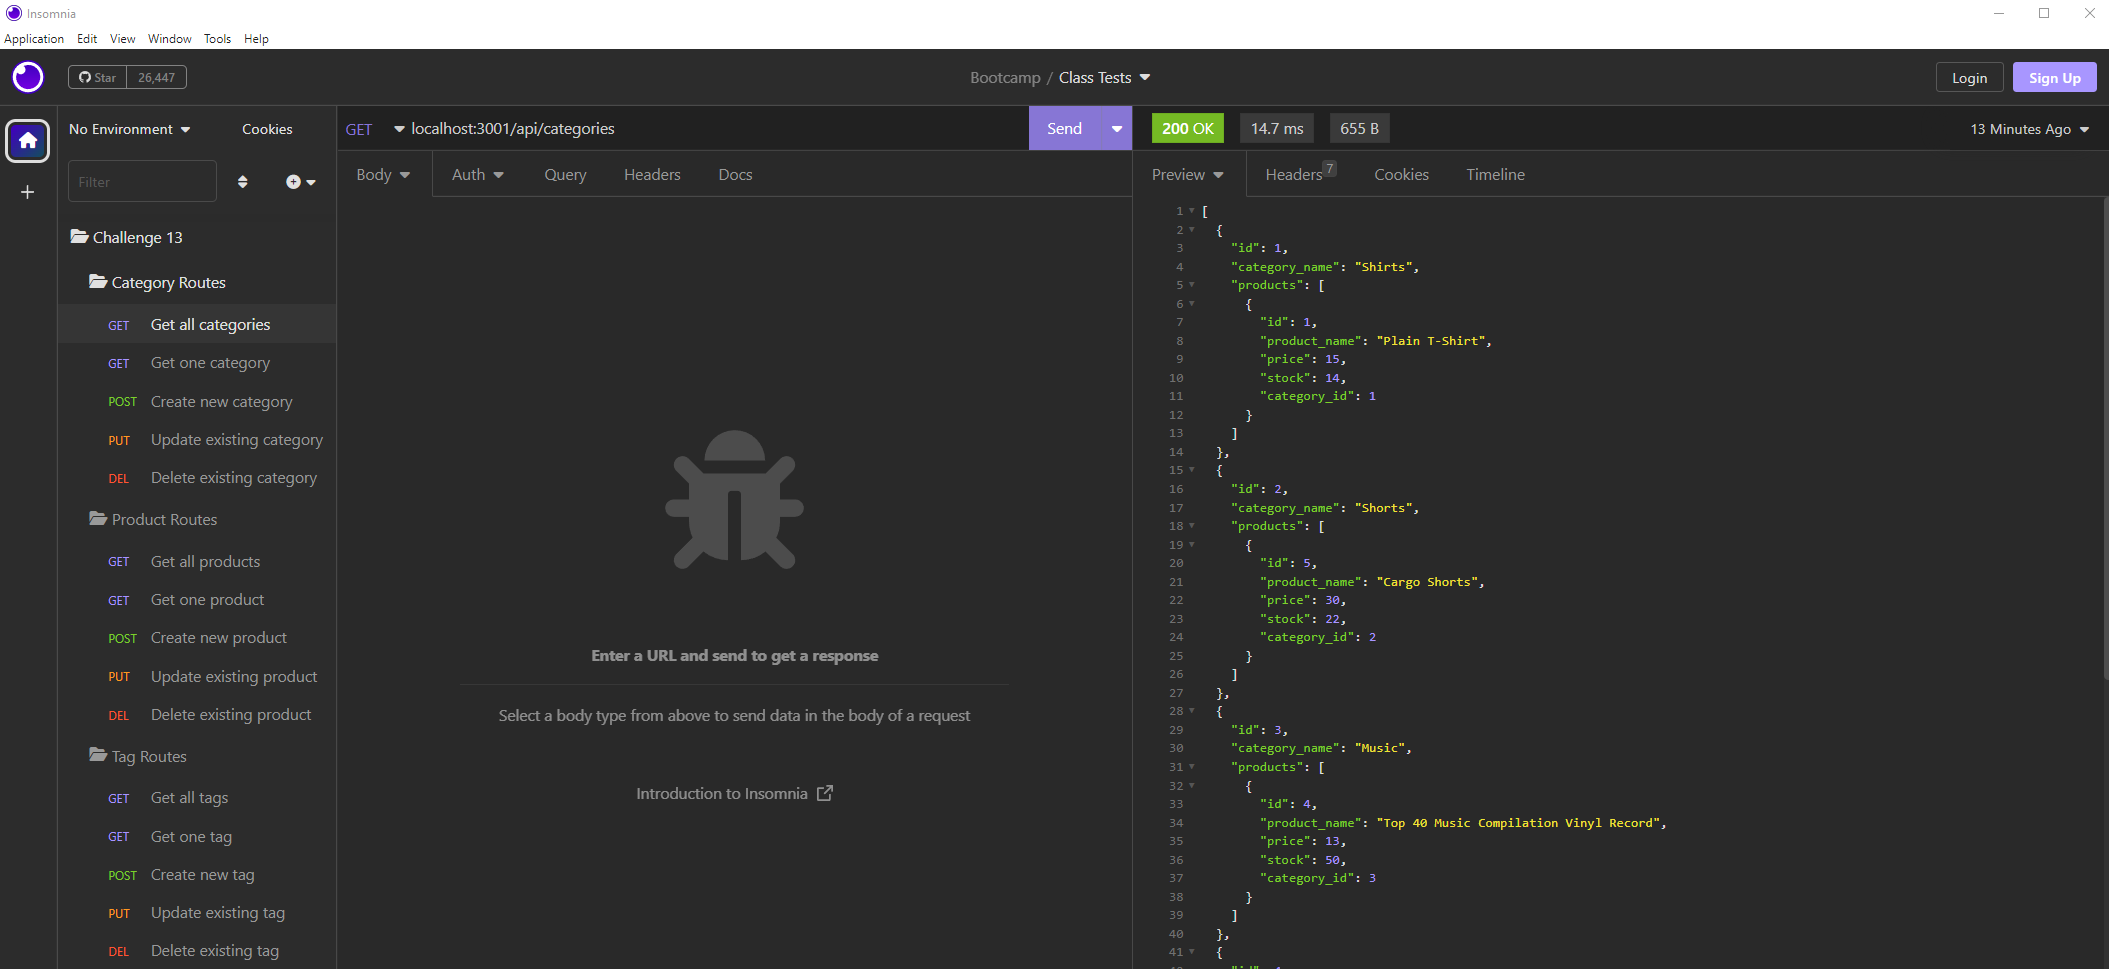 Insomnia
Application Edit View Window Tools Help
Star 26,447
Bootcamp / Class Tests
Login Sign Up
No Environment Cookies
Filter
Challenge 13
Category Routes
GET Get all categories
GET Get one category
POST Create new category
PUT Update existing category
DEL Delete existing category
Product Routes
GET Get all products
GET Get one product
POST Create new product
PUT Update existing product
DEL Delete existing product
Tag Routes
GET Get all tags
GET Get one tag
POST Create new tag
PUT Update existing tag
DEL Delete existing tag
GET localhost:3001/api/categories Send
Body Auth Query Headers Docs
Enter a URL and send to get a response
Select a body type from above to send data in the body of a request
Introduction to Insomnia
200 OK 14.7 ms 655 B 13 Minutes Ago
Preview Headers 7 Cookies Timeline
1 [
2 {
3 "id": 1,
4 "category_name": "Shirts",
5 "products": [
6 {
7 "id": 1,
8 "product_name": "Plain T-Shirt",
9 "price": 15,
10 "stock": 14,
11 "category_id": 1
12 }
13 ]
14 },
15 {
16 "id": 2,
17 "category_name": "Shorts",
18 "products": [
19 {
20 "id": 5,
21 "product_name": "Cargo Shorts",
22 "price": 30,
23 "stock": 22,
24 "category_id": 2
25 }
26 ]
27 },
28 {
29 "id": 3,
30 "category_name": "Music",
31 "products": [
32 {
33 "id": 4,
34 "product_name": "Top 40 Music Compilation Vinyl Record",
35 "price": 13,
36 "stock": 50,
37 "category_id": 3
38 }
39 ]
40 },
41 {